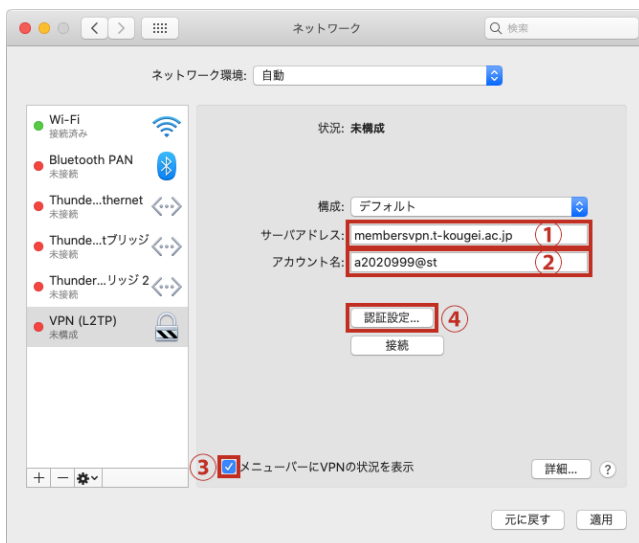 ネットワーク
検索
ネットワーク環境: 自動
Wi-Fi
接続済み
Bluetooth PAN
未接続
Thunde...thernet
未接続
Thunde...tブリッジ
未接続
Thunder...リッジ 2
未接続
VPN (L2TP)
未構成
状況: 未構成
構成: デフォルト
サーバアドレス: membersvpn.t-kougei.ac.jp ①
アカウント名: a2020999@st ②
認証設定... ④
接続
③ メニューバーにVPNの状況を表示
詳細... ?
元に戻す 適用